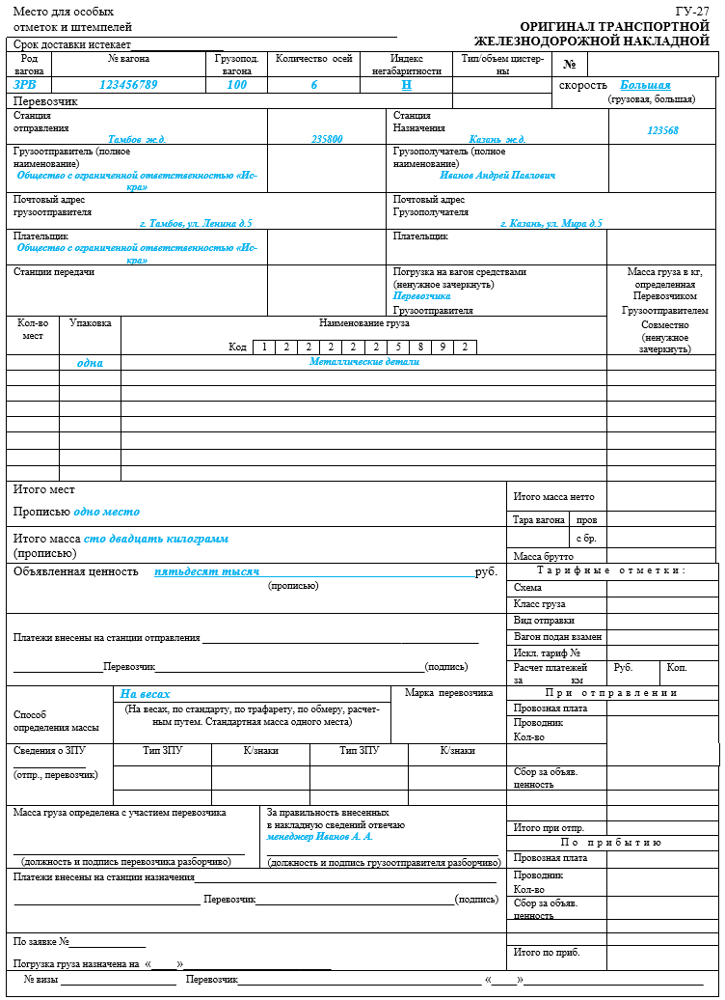 Место для особых
отметок и штемпелей
ГУ-27
ОРИГИНАЛ ТРАНСПОРТНОЙ
ЖЕЛЕЗНОДОРОЖНОЙ НАКЛАДНОЙ
Срок доставки истекает
Род вагона № вагона Грузопод. вагона Количество осей Индекс негабаритности Тип/объем цистер-ны №
ЗРВ 123456789 100 6 Н скорость Большая
(грузовая, большая)
Перевозчик
Станция отправления
Тамбов ж.д. 235800
Станция Назначения
Казань ж.д. 123568
Грузоотправитель (полное
наименование)
Общество с ограниченной ответственностью «Ис-
кра»
Грузополучатель (полное
наименование)
Иванов Андрей Павлович
Почтовый адрес
грузоотправителя
г. Тамбов, ул. Ленина д.5
Почтовый адрес
Грузополучателя
г. Казань, ул. Мира д.5
Плательщик
Общество с ограниченной ответственностью «Ис-
кра»
Плательщик
Станции передачи
Погрузка на вагон средствами
(ненужное зачеркнуть)
Перевозчика
Грузоотправителя
Масса груза в кг,
определенная
Перевозчиком
Грузоотправителем
Совместно
(ненужное
зачеркнуть)
Кол-во мест Упаковка Наименование груза
Код 1 2 2 2 2 2 5 8 9 2
одна Металлические детали
Итого мест
Прописью одно место
Итого масса нетто
Тара вагона пров
с бр.
Итого масса сто двадцать килограмм
(прописью)
Масса брутто
Объявленная ценность пятьдесят тысяч руб.
(прописью)
Тарифные отметки:
Схема
Класс груза
Вид отправки
Платежи внесены на станции отправления
Вагон подан взамен
Искл. тариф №
Перевозчик (подпись)
Расчет платежей
за км
Руб. Коп.
Способ
определения массы
На весах
(На весах, по стандарту, по трафарету, по обмеру, расчет-
ным путем. Стандартная масса одного места)
Марка перевозчика
При отправлении
Провозная плата
Проводник
Кол-во
Сведения о ЗПУ
(отпр., перевозчик)
Тип ЗПУ К/знаки Тип ЗПУ К/знаки
Сбор за объяв.
ценность
Масса груза определена с участием перевозчика
(должность и подпись перевозчика разборчиво)
За правильность внесенных
в накладную сведений отвечаю
менеджер Иванов А. А.
(должность и подпись грузоотправителя разборчиво)
Итого при отпр.
По прибытию
Провозная плата
Платежи внесены на станции назначения
Проводник
Кол-во
Перевозчик (подпись)
Сбор за объяв.
ценность
По заявке №
Итого по приб.
Погрузка груза назначена на « »
№ визы Перевозчик « »